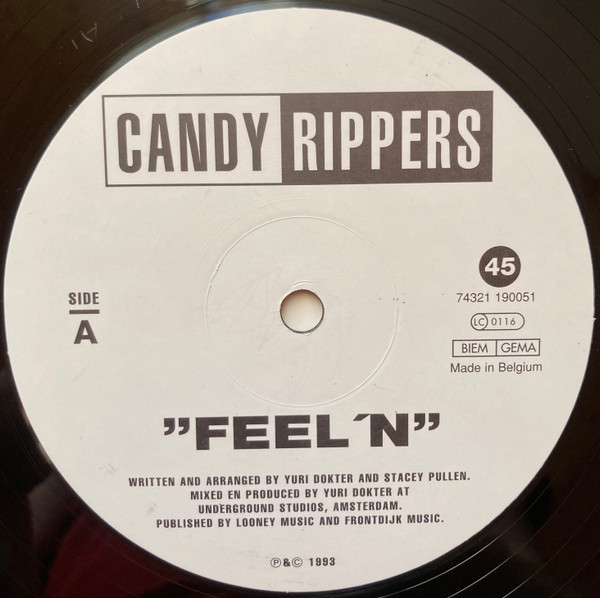 CANDY RIPPERS
45
74321 190051
LC 0116
BIEM GEMA
Made in Belgium
SIDE
A
”FEEL´N”
WRITTEN AND ARRANGED BY YURI DOKTER AND STACEY PULLEN.
MIXED EN PRODUCED BY YURI DOKTER AT
UNDERGROUND STUDIOS, AMSTERDAM.
PUBLISHED BY LOONEY MUSIC AND FRONTDIJK MUSIC.
Ⓟ&© 1993